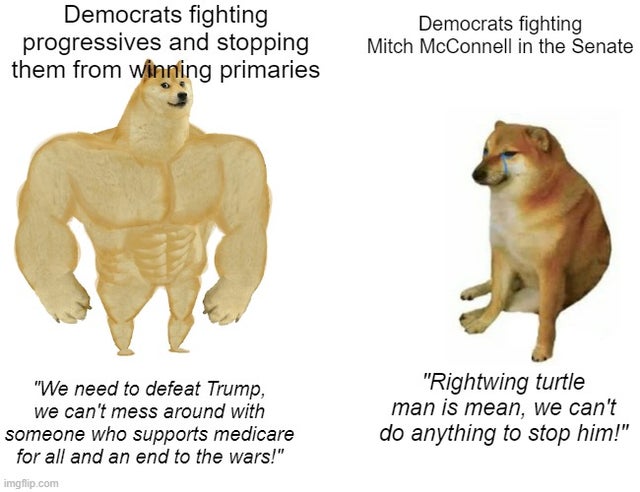 Democrats fighting
progressives and stopping
them from winning primaries
Democrats fighting
Mitch McConnell in the Senate
"We need to defeat Trump,
we can't mess around with
someone who supports medicare
for all and an end to the wars!"
"Rightwing turtle
man is mean, we can't
do anything to stop him!"
imgflip.com